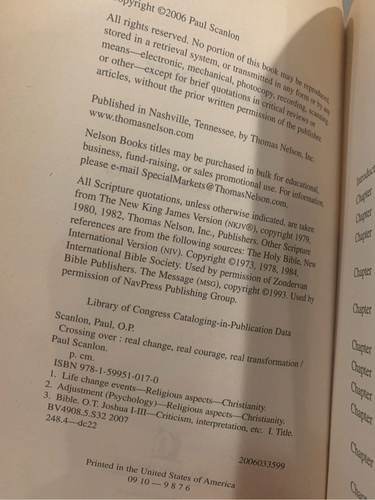 opyright ©2006 Paul Scanlon
All rights reserved. No portion of this book may be reproduced,
stored in a retrieval system, or transmitted in any form or by any
means—electronic, mechanical, photocopy, recording, scanning,
or other—except for brief quotations in critical reviews or
articles, without the prior written permission of the publisher.
Published in Nashville, Tennessee, by Thomas Nelson, Inc.
www.thomasnelson.com
Nelson Books titles may be purchased in bulk for educational,
business, fund-raising, or sales promotional use. For information,
please e-mail SpecialMarkets@ThomasNelson.com.
All Scripture quotations, unless otherwise indicated, are taken
from The New King James Version (NKJV®), copyright 1979,
1980, 1982, Thomas Nelson, Inc., Publishers. Other Scripture
references are from the following sources: The Holy Bible. New
International Version (NIV). Copyright ©1973, 1978, 1984,
International Bible Society. Used by permission of Zondervan
Bible Publishers. The Message (MSG), copyright ©1993. Used by
permission of NavPress Publishing Group.
Library of Congress Cataloging-in-Publication Data
Scanlon, Paul, O.P.
Crossing over : real change, real courage, real transformation /
Paul Scanlon.
p. cm.
ISBN 978-1-59951-017-0
1. Life change events—Religious aspects—Christianity.
2. Adjustment (Psychology)—Religious aspects—Christianity.
3. Bible. O.T. Joshua I-III—Criticism, interpretation, etc. I. Title.
BV4908.5.S32 2007
248.4—dc22
2006033599
Printed in the United States of America
09 10 – 9 8 7 6
Chapter
Chapter
Chapter
Chapter
Chapter
Chapter
Chapter
Chapter
Chapter
Chapter